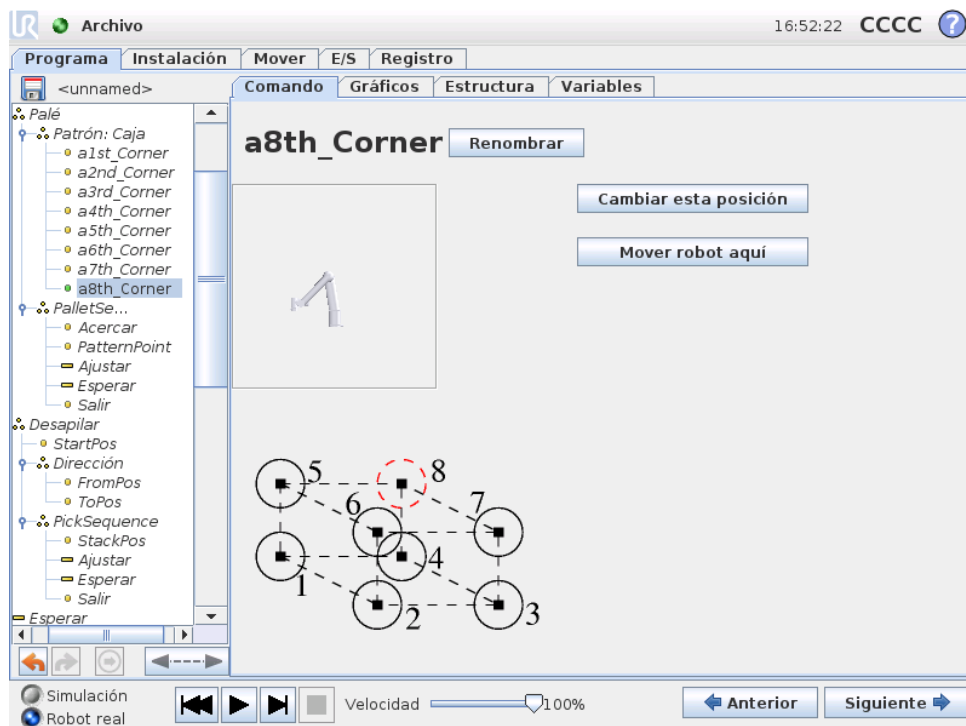 UR Archivo 16:52:22 CCCC ?
Programa Instalación Mover E/S Registro
<unnamed> Comando Gráficos Estructura Variables
Palé
Patrón: Caja
a1st_Corner
a2nd_Corner
a3rd_Corner
a4th_Corner
a5th_Corner
a6th_Corner
a7th_Corner
a8th_Corner
PalletSe...
Acercar
PatternPoint
Ajustar
Esperar
Salir
Desapilar
StartPos
Dirección
FromPos
ToPos
PickSequence
StackPos
Ajustar
Esperar
Salir
Esperar
a8th_Corner Renombrar
Cambiar esta posición
Mover robot aquí
5 8
6 7
4
1
2 3
Simulación
Robot real
Velocidad 100%
Anterior Siguiente